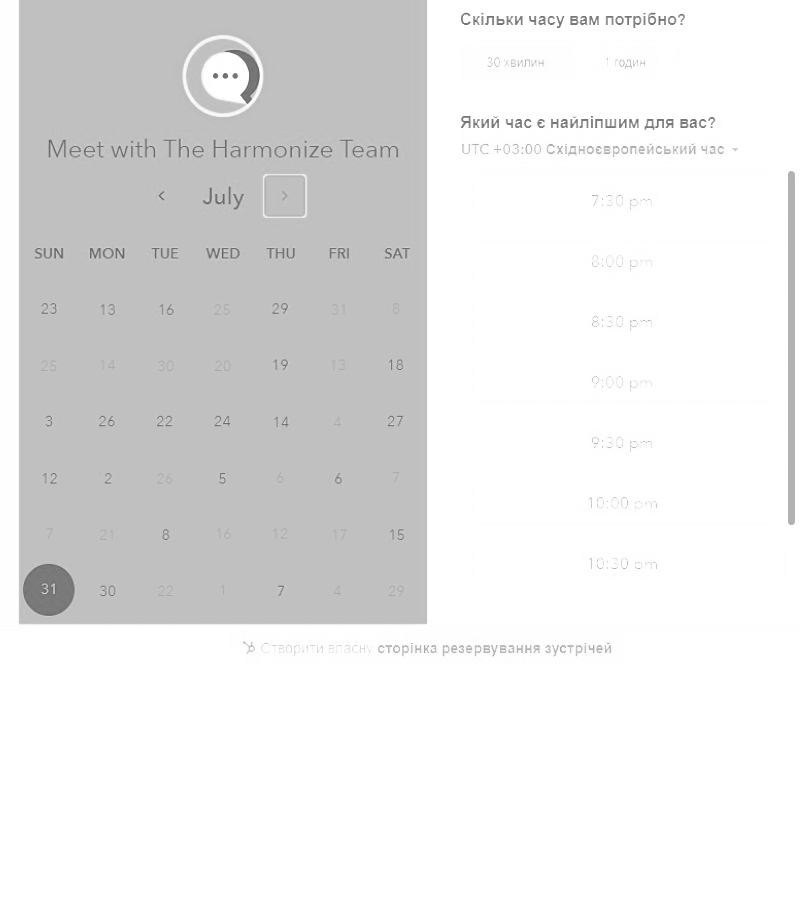 Meet with The Harmonize Team
July
SUN MON TUE WED THU FRI SAT
23 13 16 25 29 31 8
25 14 30 20 19 13 18
3 26 22 24 14 4 27
12 2 26 5 6 6 7
7 21 8 16 12 17 15
31 30 22 1 7 4 29
Скільки часу вам потрібно?
30 хвилин 1 годин
Який час є найліпшим для вас?
UTC +03:00 Східноєвропейський час
7:30 pm
8:00 pm
8:30 pm
9:00 pm
9:30 pm
10:00 pm
10:30 pm
Створити власну сторінка резервування зустрічей